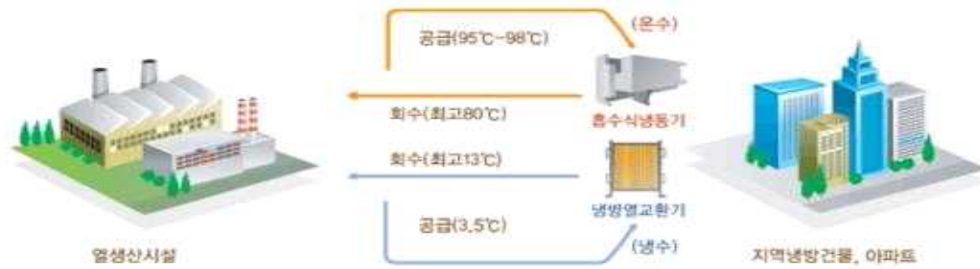 공급(95℃-98℃)
(온수)
회수(최고80℃)
흡수식냉동기
회수(최고13℃)
냉방열교환기
공급(3.5℃)
(냉수)
열생산시설
지역냉방건물, 아파트